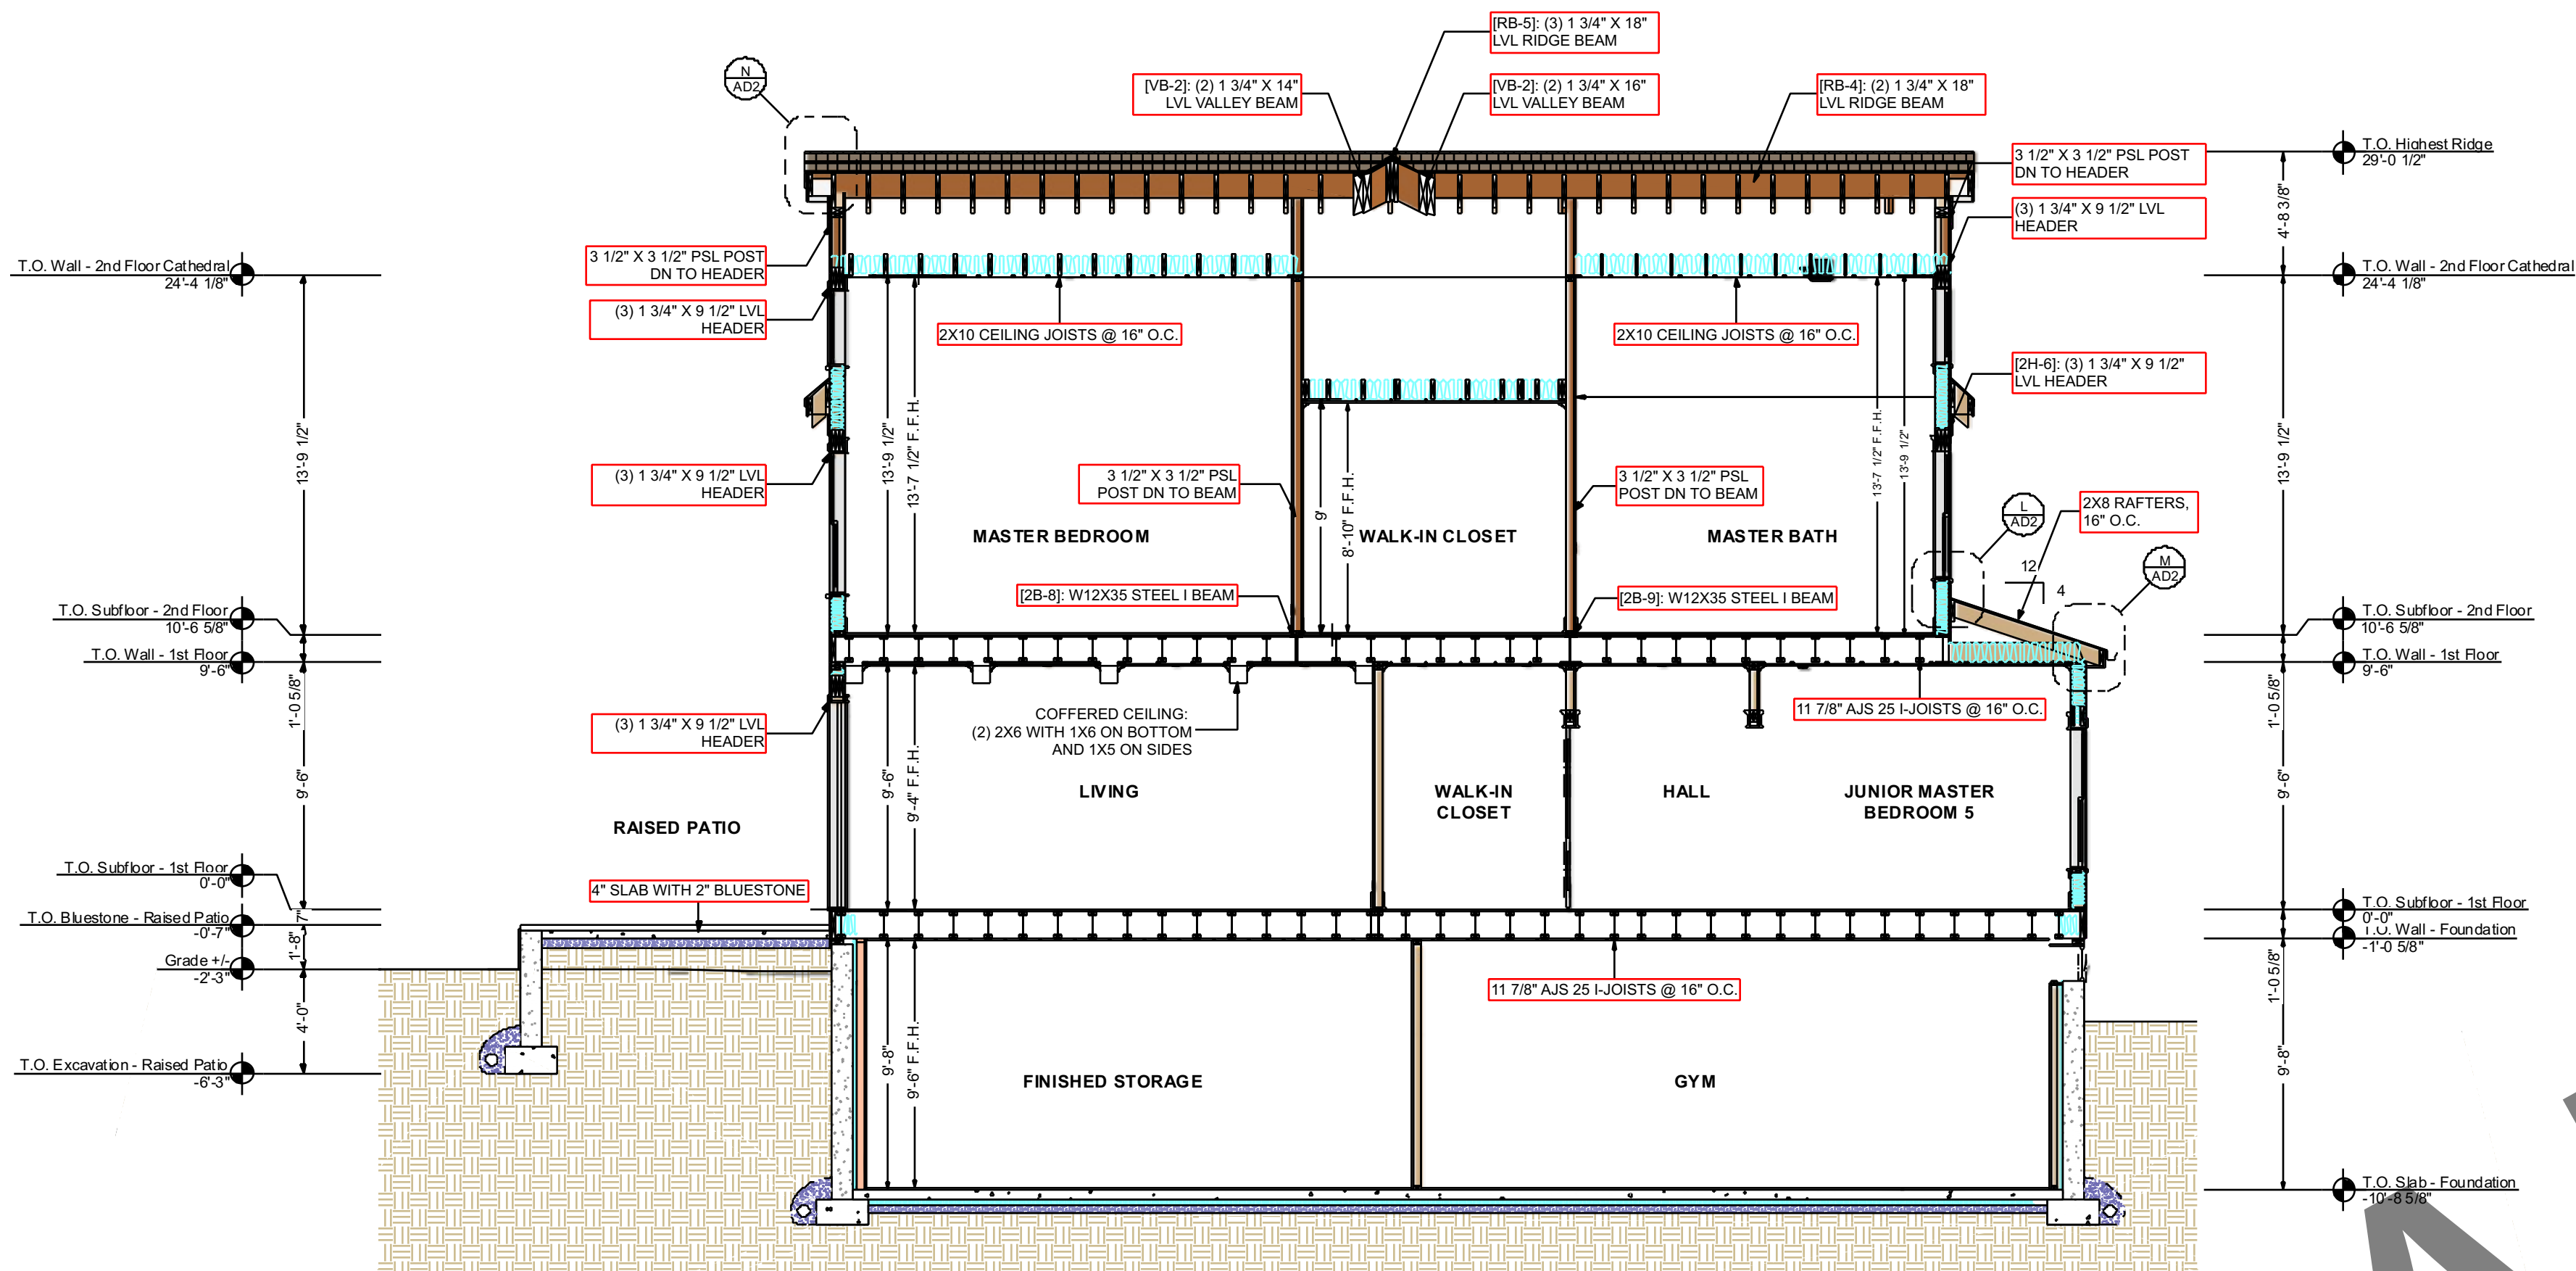 [RB-5]: (3) 1 3/4" X 18"
LVL RIDGE BEAM
N
AD2
[VB-2]: (2) 1 3/4" X 14"
LVL VALLEY BEAM
[VB-2]: (2) 1 3/4" X 16"
LVL VALLEY BEAM
[RB-4]: (2) 1 3/4" X 18"
LVL RIDGE BEAM
T.O. Highest Ridge
29'-0 1/2"
3 1/2" X 3 1/2" PSL POST
DN TO HEADER
4'-8 3/8"
(3) 1 3/4" X 9 1/2" LVL
HEADER
3 1/2" X 3 1/2" PSL POST
DN TO HEADER
T.O. Wall - 2nd Floor Cathedral
24'-4 1/8"
T.O. Wall - 2nd Floor Cathedral
24'-4 1/8"
(3) 1 3/4" X 9 1/2" LVL
HEADER
2X10 CEILING JOISTS @ 16" O.C.
2X10 CEILING JOISTS @ 16" O.C.
[2H-6]: (3) 1 3/4" X 9 1/2"
LVL HEADER
13'-9 1/2"
13'-9 1/2"
13'-7 1/2" F.F.H.
9'
8'-10" F.F.H.
13'-7 1/2" F.F.H.
13'-9 1/2"
13'-9 1/2"
(3) 1 3/4" X 9 1/2" LVL
HEADER
3 1/2" X 3 1/2" PSL
POST DN TO BEAM
3 1/2" X 3 1/2" PSL
POST DN TO BEAM
L
AD2
2X8 RAFTERS,
16" O.C.
MASTER BEDROOM
WALK-IN CLOSET
MASTER BATH
M
AD2
12
4
[2B-8]: W12X35 STEEL I BEAM
[2B-9]: W12X35 STEEL I BEAM
T.O. Subfloor - 2nd Floor
10'-6 5/8"
T.O. Subfloor - 2nd Floor
10'-6 5/8"
T.O. Wall - 1st Floor
9'-6"
T.O. Wall - 1st Floor
9'-6"
1'-0 5/8"
1'-0 5/8"
(3) 1 3/4" X 9 1/2" LVL
HEADER
COFFERED CEILING:
(2) 2X6 WITH 1X6 ON BOTTOM
AND 1X5 ON SIDES
11 7/8" AJS 25 I-JOISTS @ 16" O.C.
9'-6"
9'-6"
9'-4" F.F.H.
9'-6"
LIVING
WALK-IN
CLOSET
HALL
JUNIOR MASTER
BEDROOM 5
RAISED PATIO
T.O. Subfloor - 1st Floor
0'-0"
4" SLAB WITH 2" BLUESTONE
T.O. Subfloor - 1st Floor
0'-0"
T.O. Bluestone - Raised Patio
-0'-7"
7"
T.O. Wall - Foundation
-1'-0 5/8"
1'-8"
Grade +/-
-2'-3"
11 7/8" AJS 25 I-JOISTS @ 16" O.C.
1'-0 5/8"
4'-0"
9'-8"
9'-6" F.F.H.
9'-8"
T.O. Excavation - Raised Patio
-6'-3"
FINISHED STORAGE
GYM
T.O. Slab - Foundation
-10'-8 5/8"